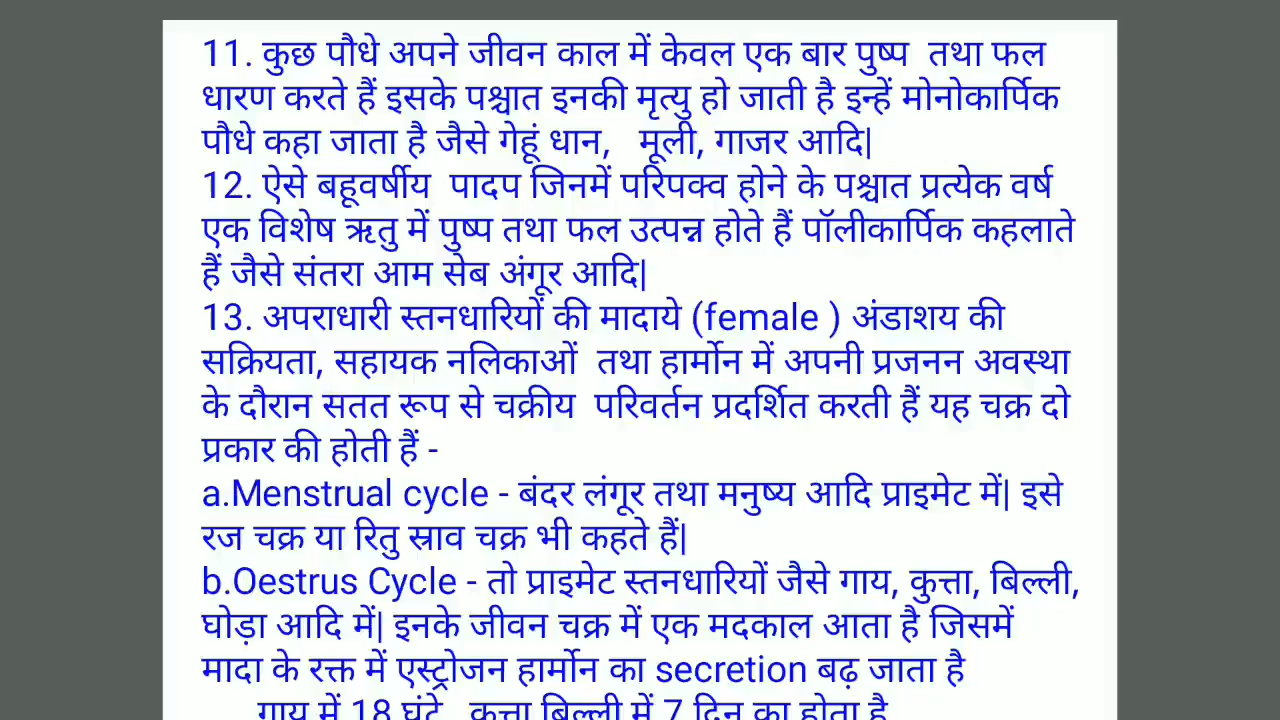 11. कुछ पौधे अपने जीवन काल में केवल एक बार पुष्प तथा फल
धारण करते हैं इसके पश्चात इनकी मृत्यु हो जाती है इन्हें मोनोकार्पिक
पौधे कहा जाता है जैसे गेहूं धान, मूली, गाजर आदि|
12. ऐसे बहूवर्षीय पादप जिनमें परिपक्व होने के पश्चात प्रत्येक वर्ष
एक विशेष ऋतु में पुष्प तथा फल उत्पन्न होते हैं पॉलीकार्पिक कहलाते
हैं जैसे संतरा आम सेब अंगूर आदि|
13. अपराधारी स्तनधारियों की मादाये (female ) अंडाशय की
सक्रियता, सहायक नलिकाओं तथा हार्मोन में अपनी प्रजनन अवस्था
के दौरान सतत रूप से चक्रीय परिवर्तन प्रदर्शित करती हैं यह चक्र दो
प्रकार की होती हैं -
a.Menstrual cycle - बंदर लंगूर तथा मनुष्य आदि प्राइमेट में| इसे
रज चक्र या रितु स्राव चक्र भी कहते हैं|
b.Oestrus Cycle - तो प्राइमेट स्तनधारियों जैसे गाय, कुत्ता, बिल्ली,
घोड़ा आदि में| इनके जीवन चक्र में एक मदकाल आता है जिसमें
मादा के रक्त में एस्ट्रोजन हार्मोन का secretion बढ़ जाता है
गाय में 18 घंटे, कुत्ता बिल्ली में 7 दिन का होता है